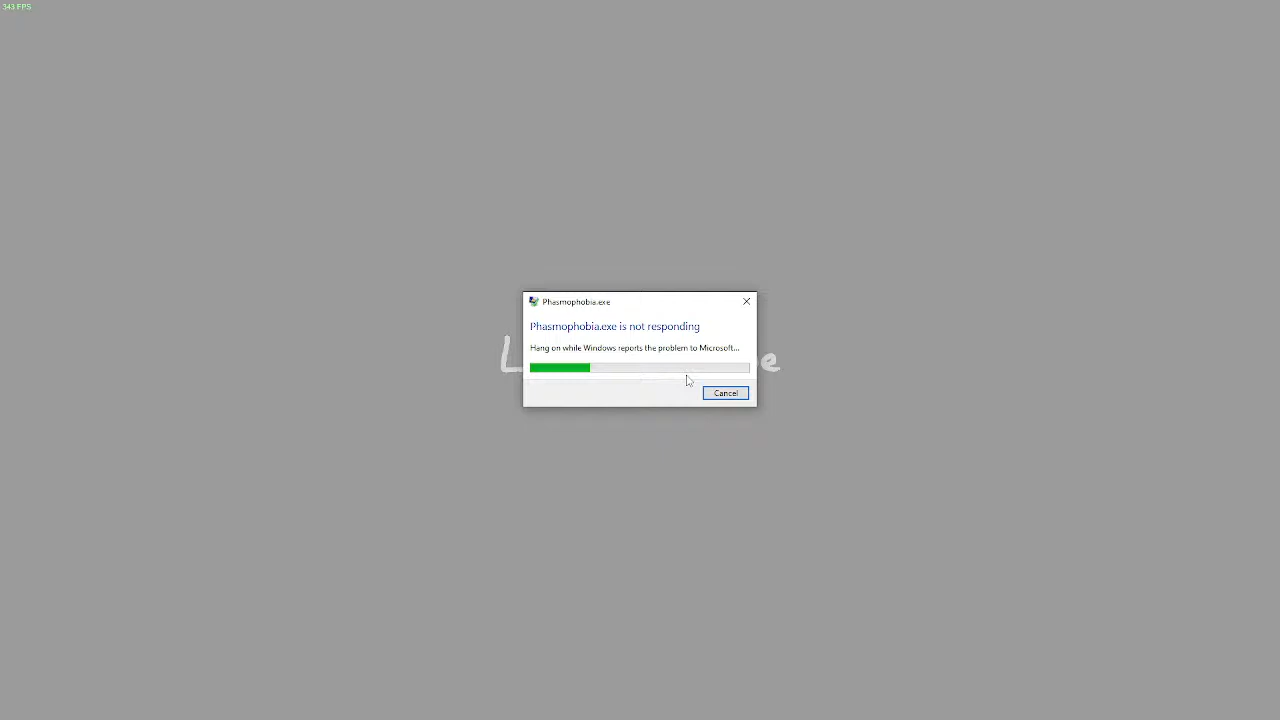 343 FPS
Phasmophobia.exe
Phasmophobia.exe is not responding
Hang on while Windows reports the problem to Microsoft...
Cancel